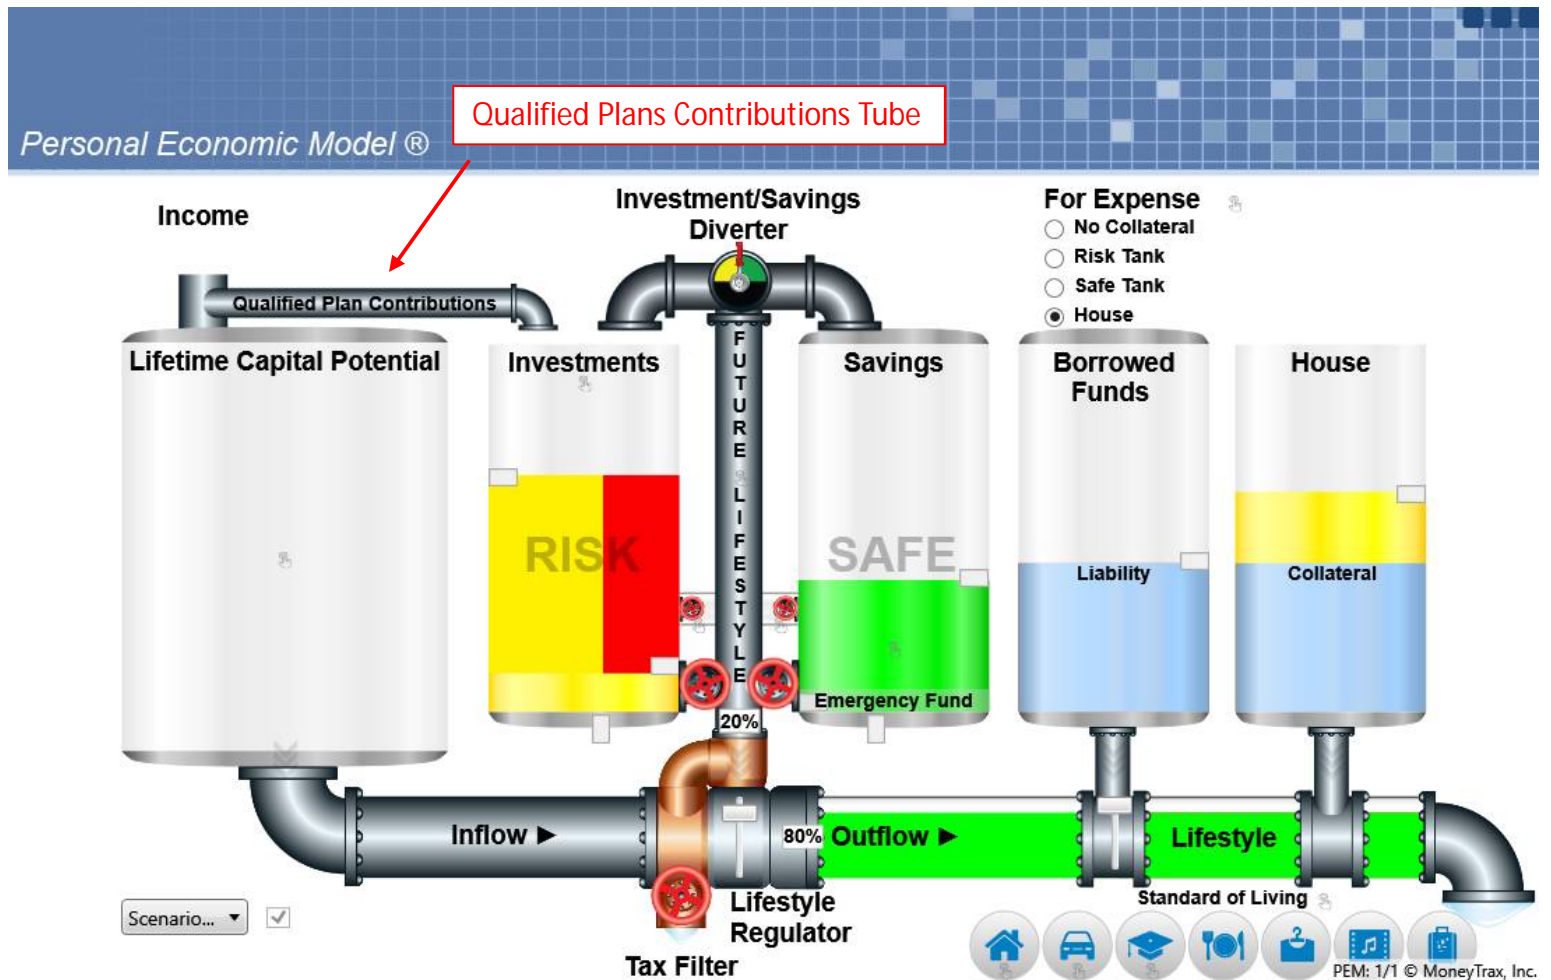 Qualified Plans Contributions Tube
Personal Economic Model ®
Income
Investment/Savings
Diverter
For Expense
No Collateral
Risk Tank
Safe Tank
House
Qualified Plan Contributions
Lifetime Capital Potential
Investments
FUTURE LIFESTYLE
Savings
Borrowed
Funds
House
RISK
SAFE
Liability
Collateral
Emergency Fund
20%
Inflow ►
80%
Outflow ►
Lifestyle
Standard of Living
Scenario...
Lifestyle
Regulator
Tax Filter
PEM: 1/1 © MoneyTrax, Inc.